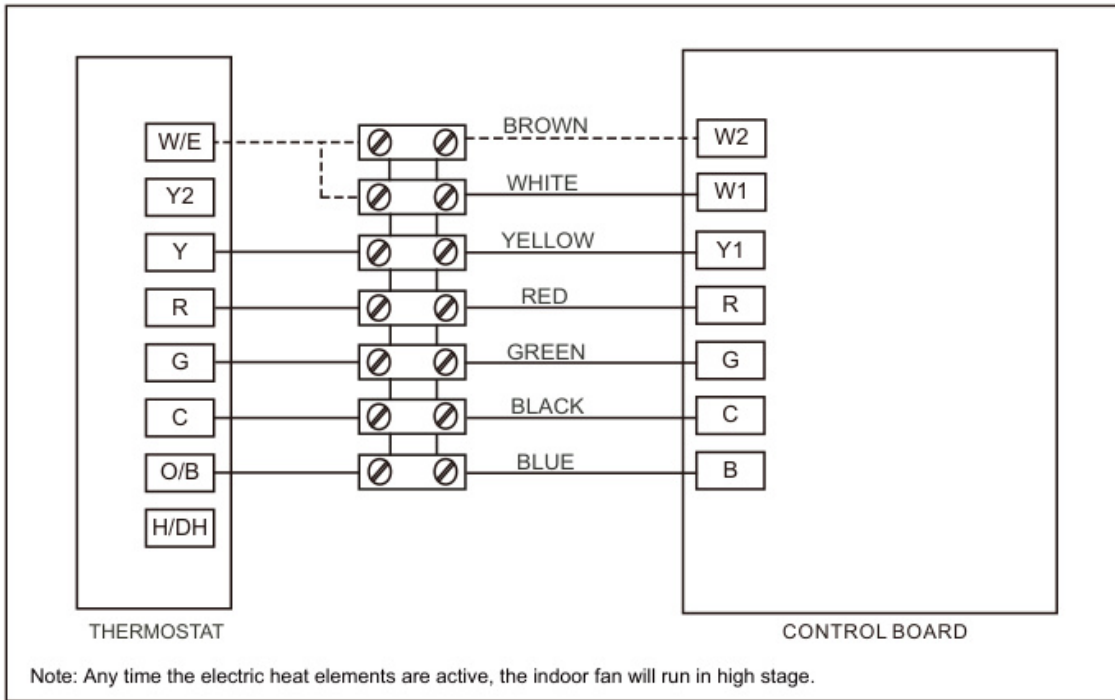 W/E BROWN W2
Y2 WHITE W1
Y YELLOW Y1
R RED R
G GREEN G
C BLACK C
O/B BLUE B
H/DH
THERMOSTAT CONTROL BOARD
Note: Any time the electric heat elements are active, the indoor fan will run in high stage.